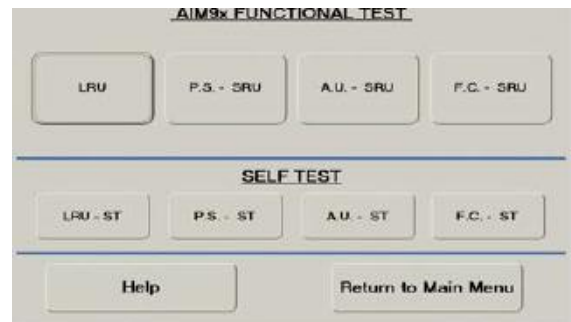 AIM9x FUNCTIONAL TEST
LRU P.S. - SRU A.U. - SRU F.C. - SRU
SELF TEST
LRU - ST P.S. - ST A.U. - ST F.C. - ST
Help Return to Main Menu